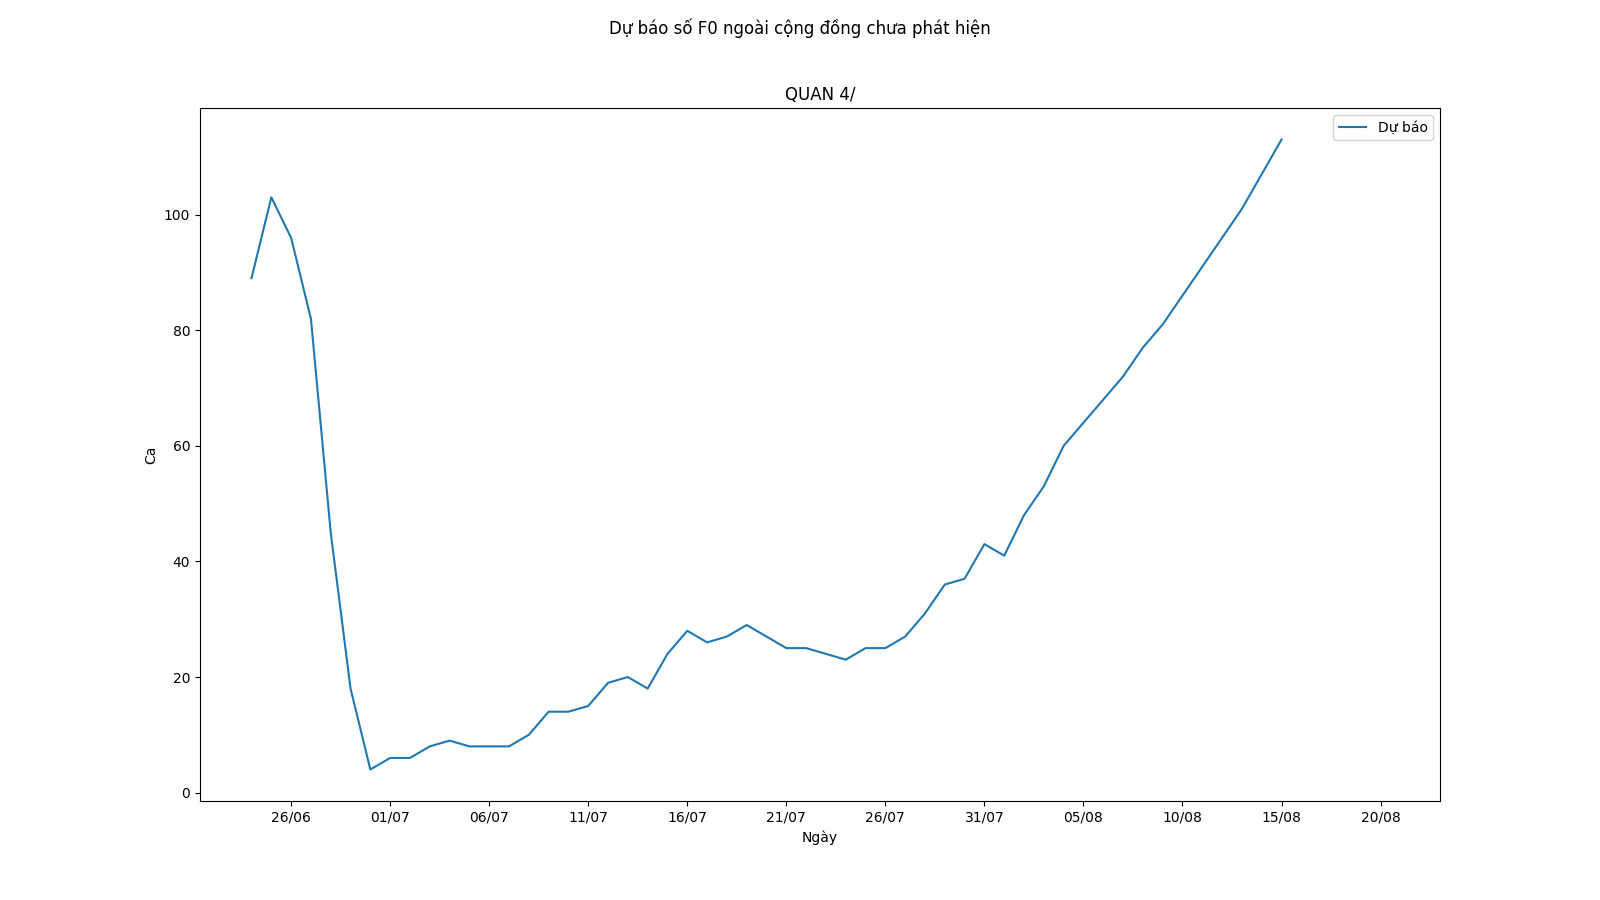 Dự báo số F0 ngoài cộng đồng chưa phát hiện
QUAN 4/
Dự báo
Ca
100
80
60
40
20
0
26/06 01/07 06/07 11/07 16/07 21/07 26/07 31/07 05/08 10/08 15/08 20/08
Ngày